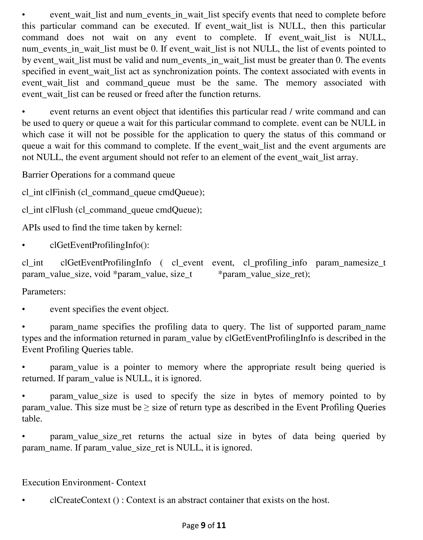 • event_wait_list and num_events_in_wait_list specify events that need to complete before
this particular command can be executed. If event_wait_list is NULL, then this particular
command does not wait on any event to complete. If event_wait_list is NULL,
num_events_in_wait_list must be 0. If event_wait_list is not NULL, the list of events pointed to
by event_wait_list must be valid and num_events_in_wait_list must be greater than 0. The events
specified in event_wait_list act as synchronization points. The context associated with events in
event_wait_list and command_queue must be the same. The memory associated with
event_wait_list can be reused or freed after the function returns.
• event returns an event object that identifies this particular read / write command and can
be used to query or queue a wait for this particular command to complete. event can be NULL in
which case it will not be possible for the application to query the status of this command or
queue a wait for this command to complete. If the event_wait_list and the event arguments are
not NULL, the event argument should not refer to an element of the event_wait_list array.
Barrier Operations for a command queue
cl_int clFinish (cl_command_queue cmdQueue);
cl_int clFlush (cl_command_queue cmdQueue);
APIs used to find the time taken by kernel:
• clGetEventProfilingInfo():
cl_int clGetEventProfilingInfo ( cl_event event, cl_profiling_info param_namesize_t
param_value_size, void *param_value, size_t *param_value_size_ret);
Parameters:
• event specifies the event object.
• param_name specifies the profiling data to query. The list of supported param_name
types and the information returned in param_value by clGetEventProfilingInfo is described in the
Event Profiling Queries table.
• param_value is a pointer to memory where the appropriate result being queried is
returned. If param_value is NULL, it is ignored.
• param_value_size is used to specify the size in bytes of memory pointed to by
param_value. This size must be ≥ size of return type as described in the Event Profiling Queries
table.
• param_value_size_ret returns the actual size in bytes of data being queried by
param_name. If param_value_size_ret is NULL, it is ignored.
Execution Environment- Context
• clCreateContext () : Context is an abstract container that exists on the host.
Page 9 of 11